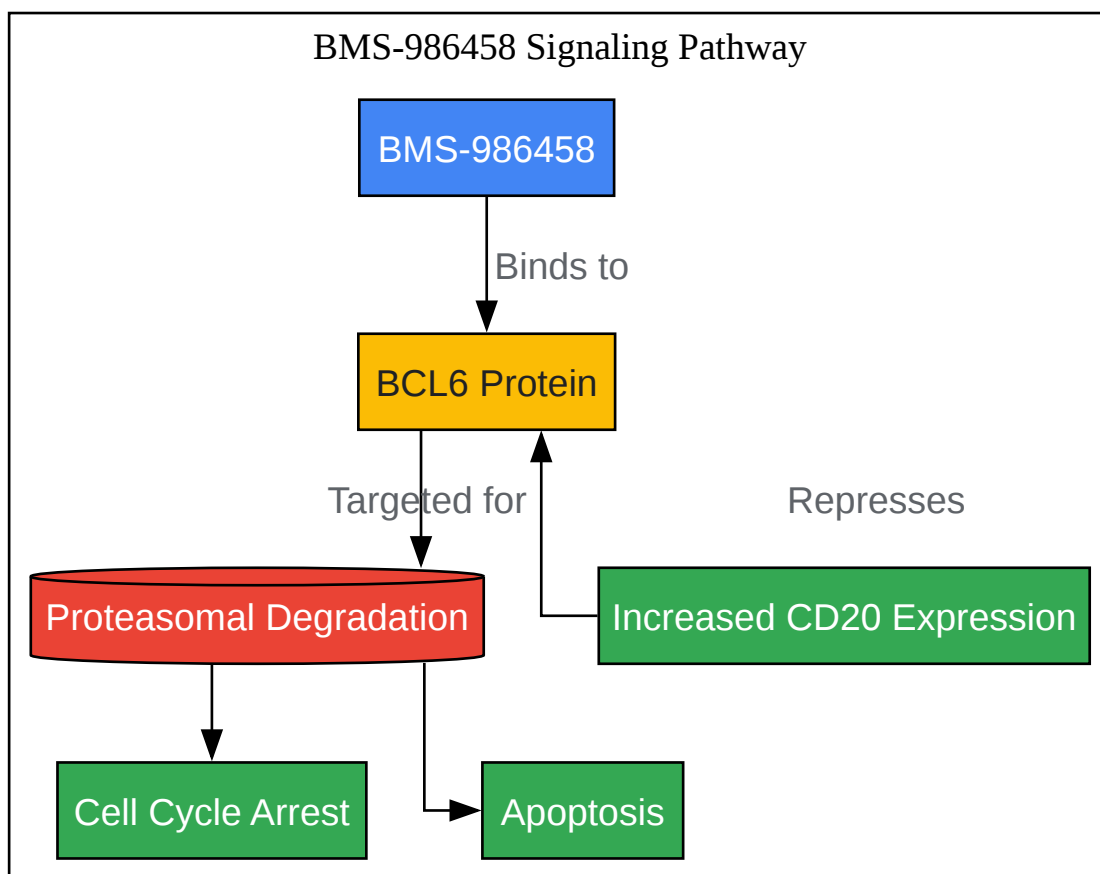 BMS-986458 Signaling Pathway
BMS-986458
Binds to
BCL6 Protein
Targeted for
Represses
Proteasomal Degradation
Increased CD20 Expression
Cell Cycle Arrest
Apoptosis